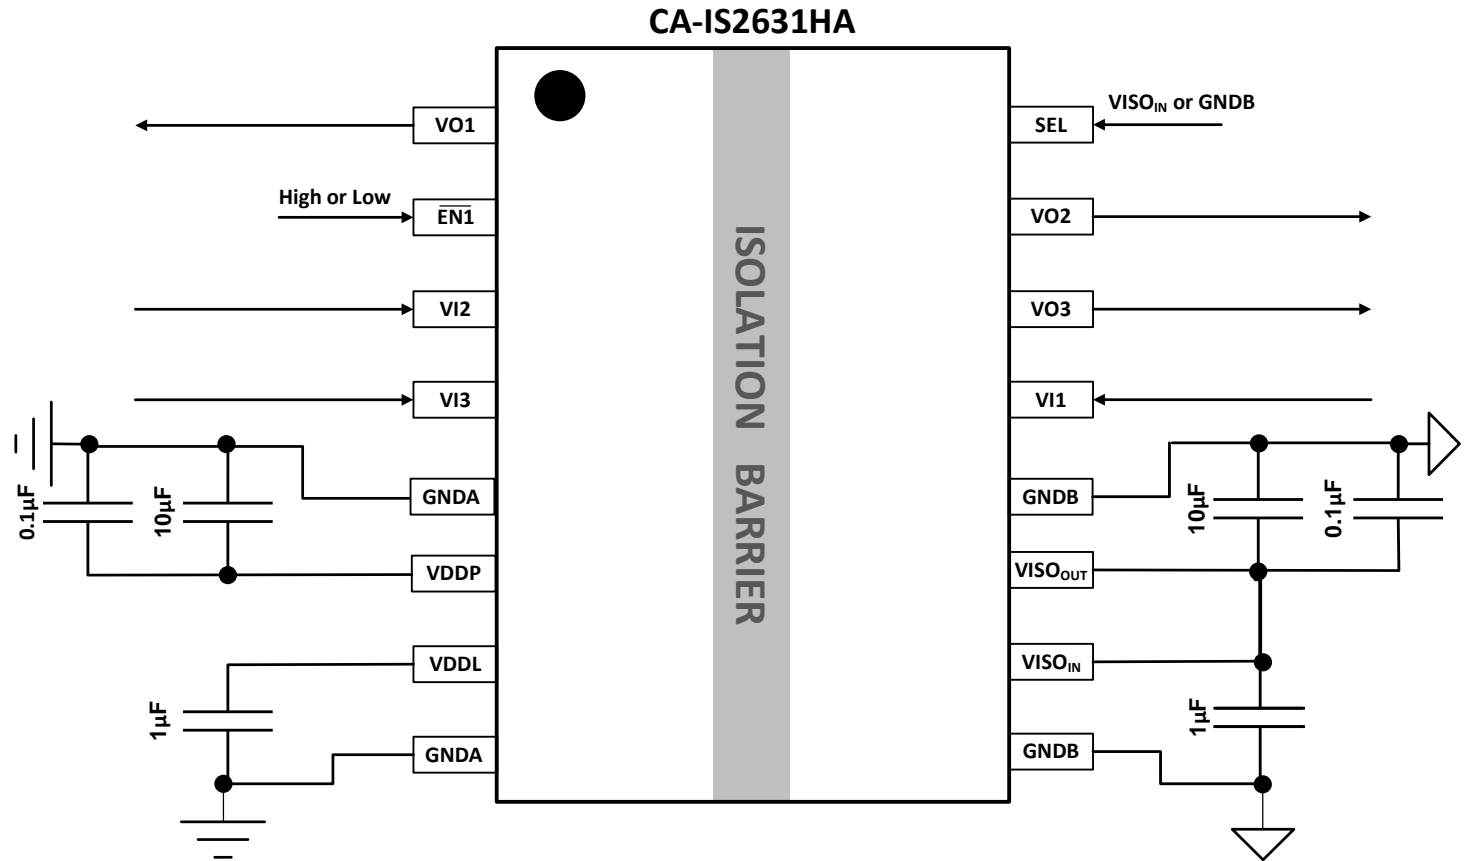 CA-IS2631HA
VISOIN or GNDB
VO1
SEL
High or Low
EN1
VO2
VI2
VO3
VI3
VI1
ISOLATION BARRIER
0.1μF
10μF
GNDA
GNDB
10μF
0.1μF
VDDP
VISOOUT
VDDL
VISOIN
1μF
1μF
GNDA
GNDB